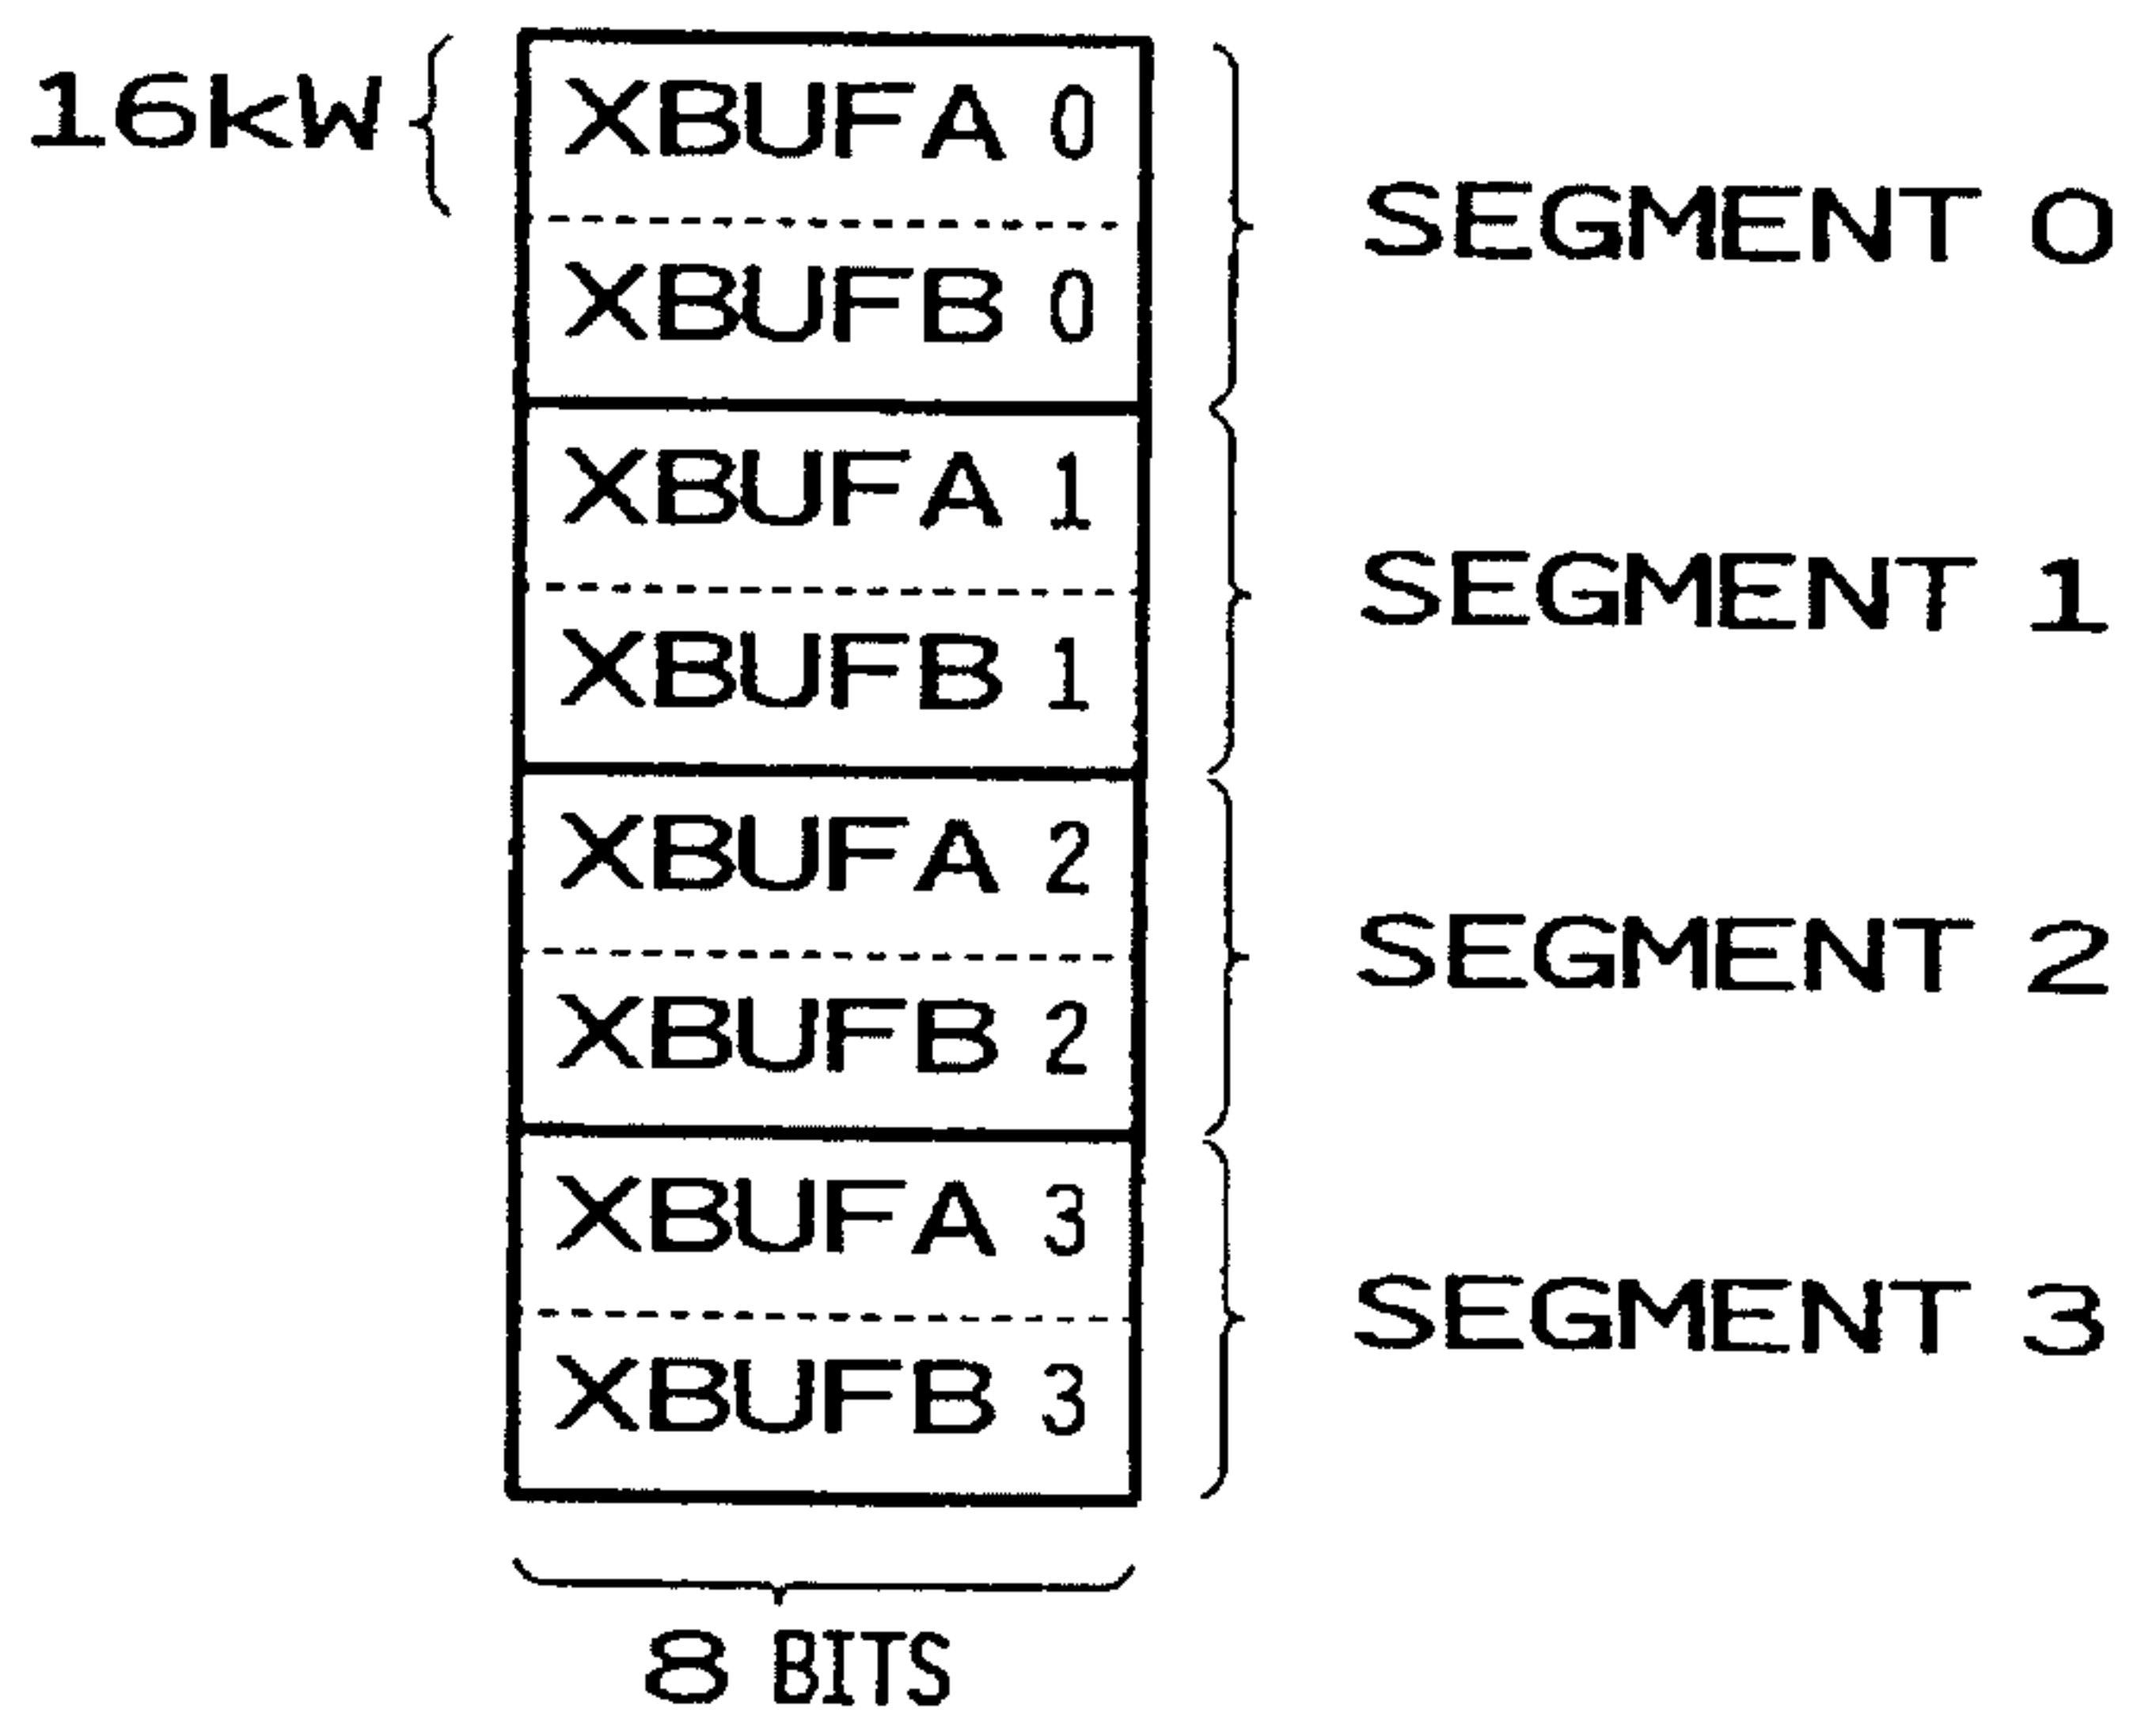 16kW
XBUFA 0
XBUFB 0
SEGMENT 0
XBUFA 1
XBUFB 1
SEGMENT 1
XBUFA 2
XBUFB 2
SEGMENT 2
XBUFA 3
XBUFB 3
SEGMENT 3
8 BITS